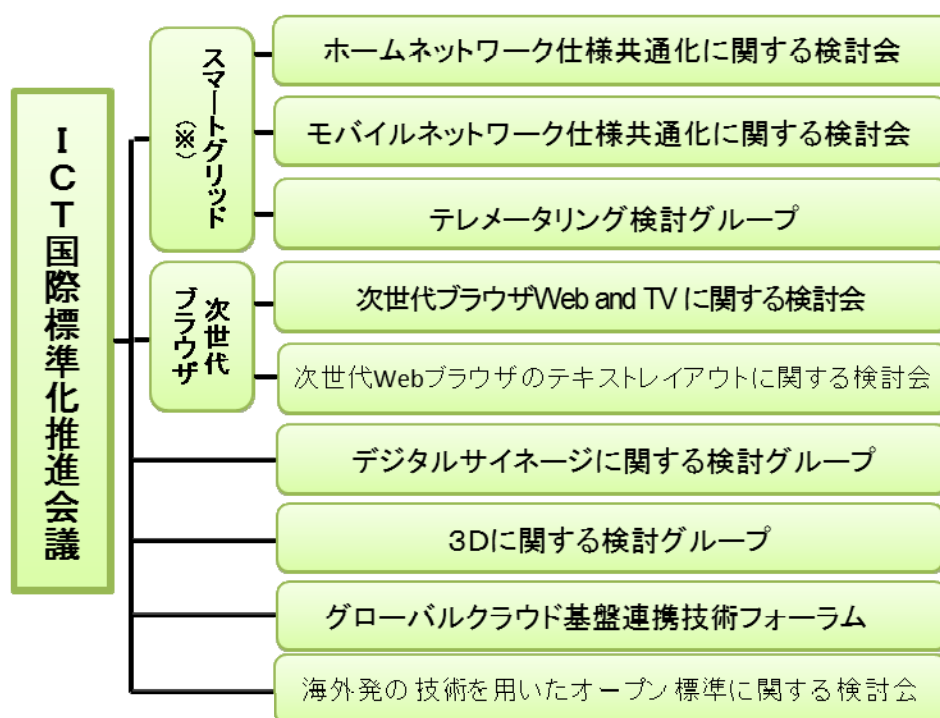 ICT国際標準化推進会議
スマートグリッド
(※)
ホームネットワーク仕様共通化に関する検討会
モバイルネットワーク仕様共通化に関する検討会
テレメータリング検討グループ
次世代
ブラウザ
次世代ブラウザWeb and TV に関する検討会
次世代Webブラウザのテキストレイアウトに関する検討会
デジタルサイネージに関する検討グループ
3Dに関する検討グループ
グローバルクラウド基盤連携技術フォーラム
海外発の技術を用いたオープン標準に関する検討会